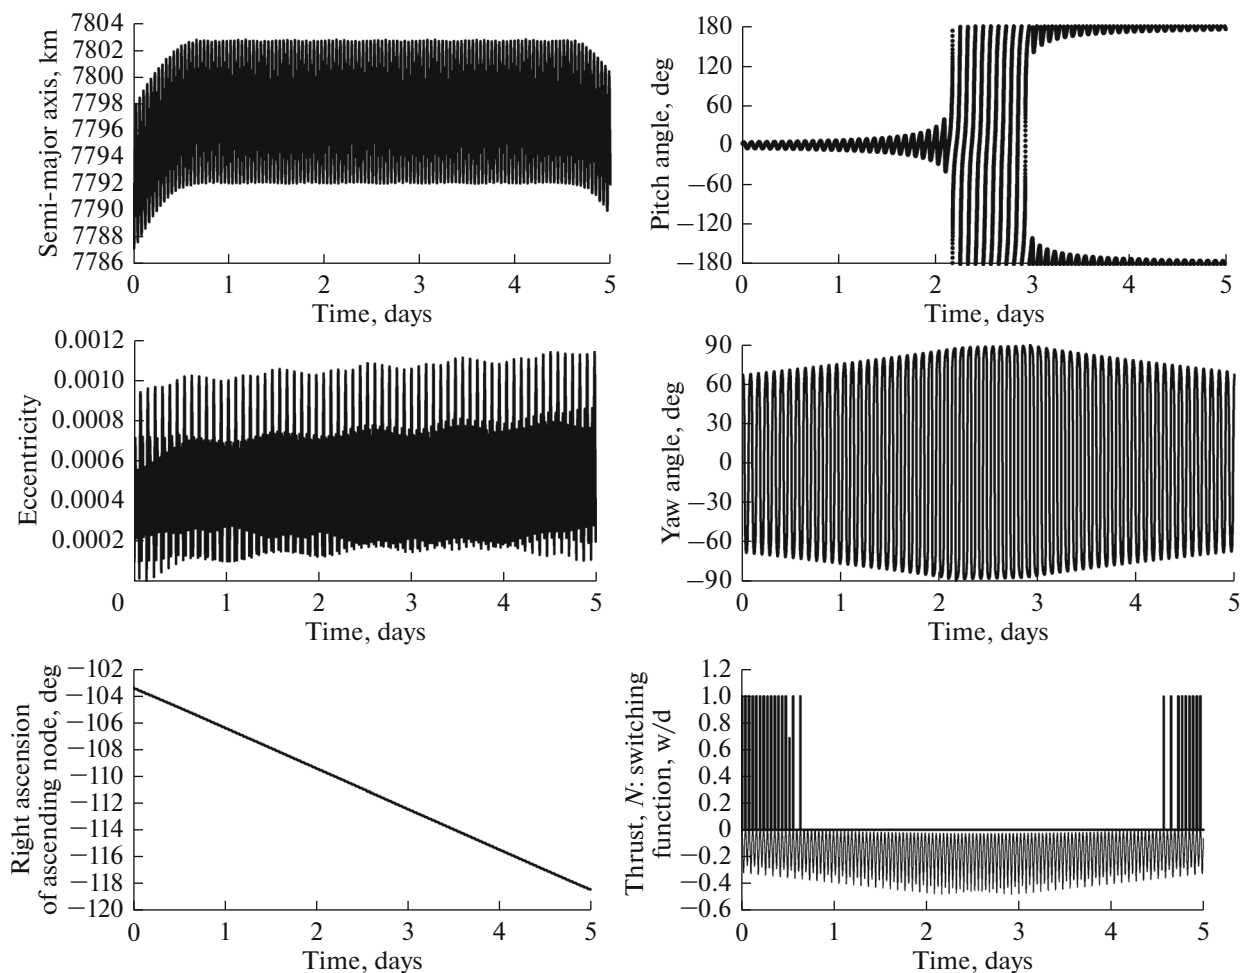 7804
7802
7800
7798
7796
7794
7792
7790
7788
7786
Semi-major axis, km
0 1 2 3 4 5
Time, days
180
120
60
0
−60
−120
−180
Pitch angle, deg
0 1 2 3 4 5
Time, days
0.0012
0.0010
0.0008
0.0006
0.0004
0.0002
Eccentricity
0 1 2 3 4 5
Time, days
90
60
30
0
−30
−60
−90
Yaw angle, deg
0 1 2 3 4 5
Time, days
−102
−104
−106
−108
−110
−112
−114
−116
−118
−120
Right ascension
of ascending node, deg
0 1 2 3 4 5
Time, days
1.2
1.0
0.8
0.6
0.4
0.2
0
−0.2
−0.4
−0.6
Thrust, N: switching
function, w/d
0 1 2 3 4 5
Time, days